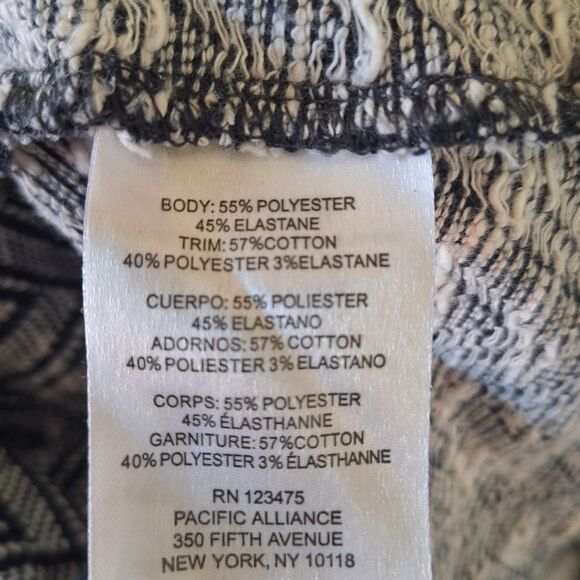 BODY: 55% POLYESTER
45% ELASTANE
TRIM: 57%COTTON
40% POLYESTER 3%ELASTANE
CUERPO: 55% POLIESTER
45% ELASTANO
ADORNOS: 57% COTTON
40% POLIESTER 3% ELASTANO
CORPS: 55% POLYESTER
45% ÉLASTHANNE
GARNITURE: 57%COTTON
40% POLYESTER 3% ÉLASTHANNE
RN 123475
PACIFIC ALLIANCE
350 FIFTH AVENUE
NEW YORK, NY 10118